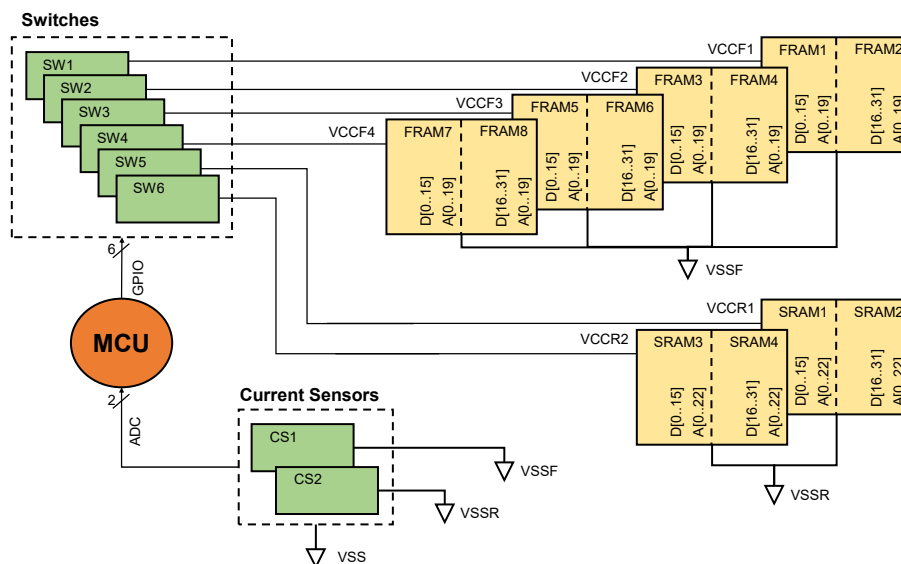 Switches
SW1
SW2
SW3
SW4
SW5
SW6
VCCF1
VCCF2
VCCF3
VCCF4
FRAM1
FRAM2
D[0..15]
A[0..19]
D[16..31]
A[0..19]
FRAM3
FRAM4
D[0..15]
A[0..19]
D[16..31]
A[0..19]
FRAM5
FRAM6
D[0..15]
A[0..19]
D[16..31]
A[0..19]
FRAM7
FRAM8
D[0..15]
A[0..19]
D[16..31]
A[0..19]
VSSF
6
GPIO
MCU
2
ADC
VCCR1
VCCR2
SRAM1
SRAM2
D[0..15]
A[0..22]
D[16..31]
A[0..22]
SRAM3
SRAM4
D[0..15]
A[0..22]
D[16..31]
A[0..22]
VSSR
Current Sensors
CS1
CS2
VSSF
VSSR
VSS